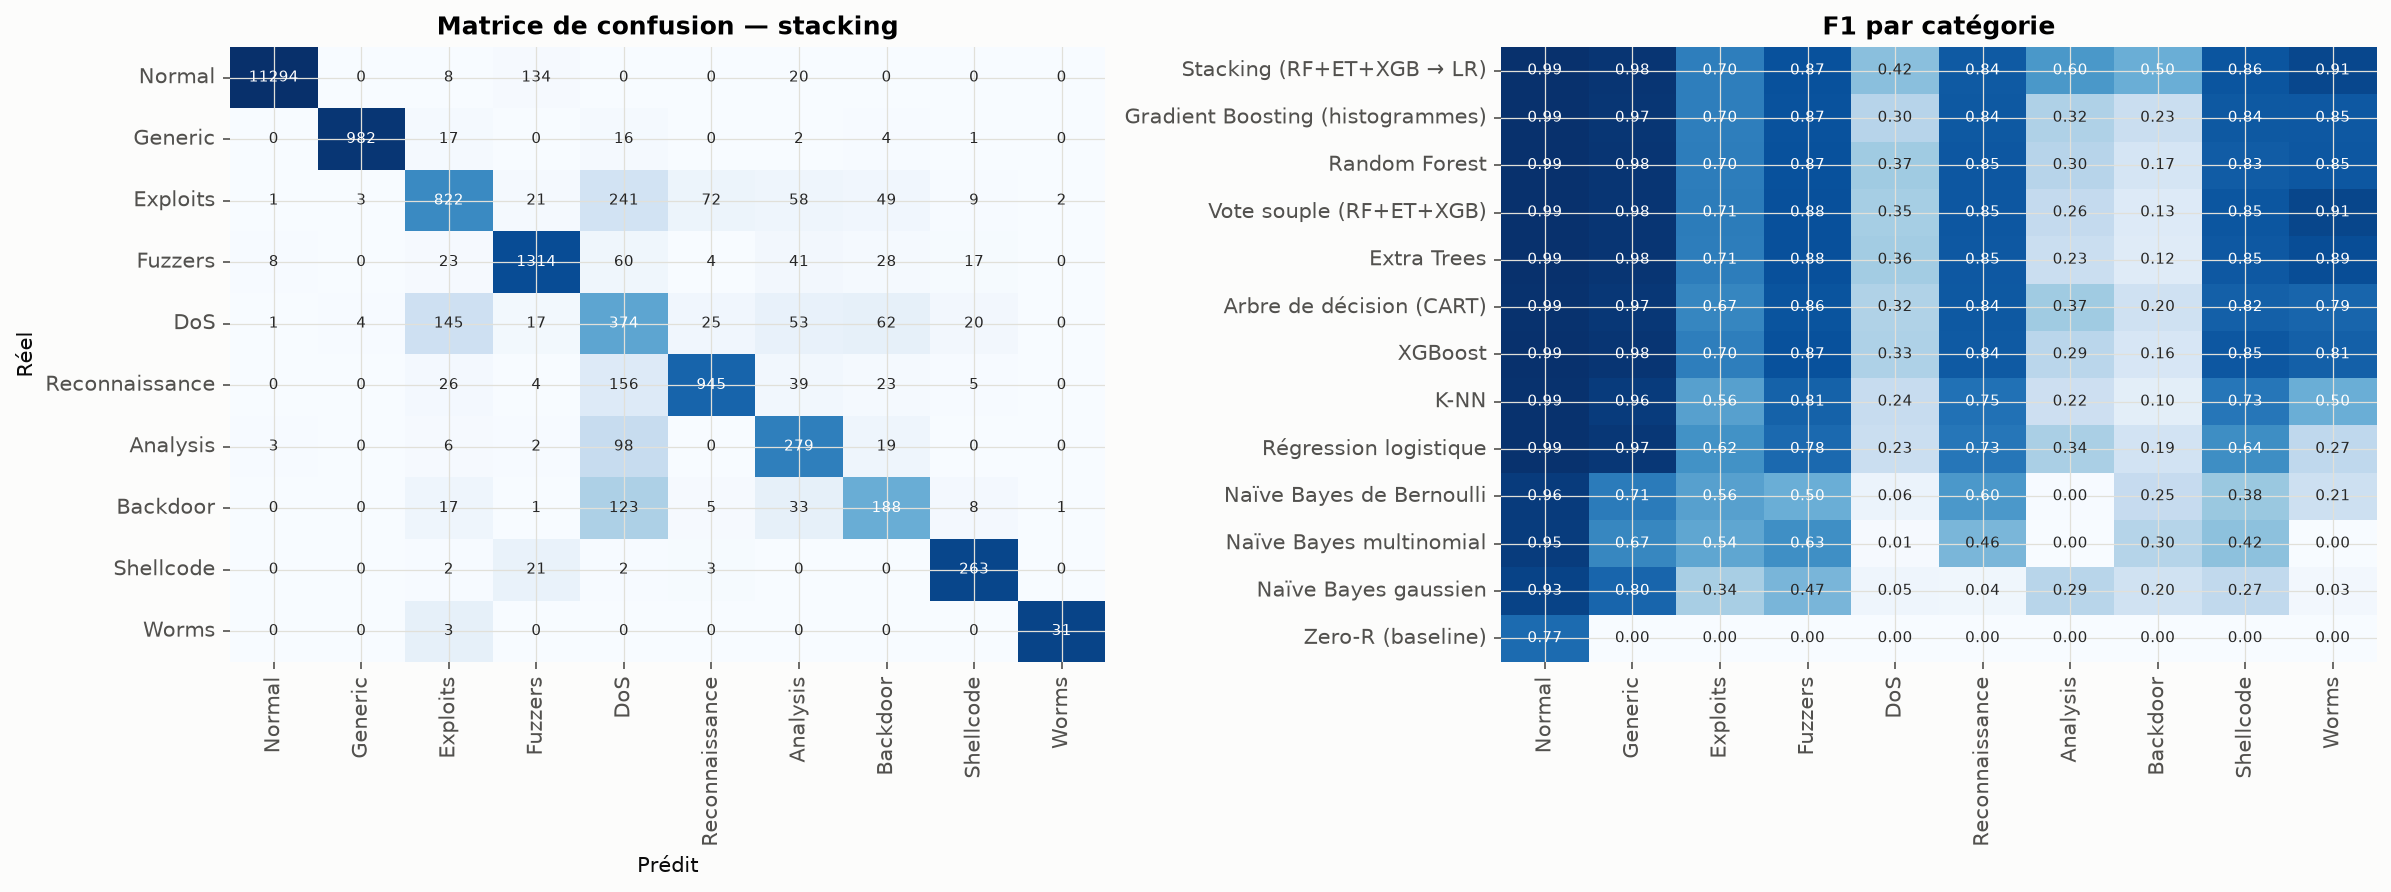 Matrice de confusion — stacking
Réel
Normal 11294 0 8 134 0 0 20 0 0 0
Generic 0 982 17 0 16 0 2 4 1 0
Exploits 1 3 822 21 241 72 58 49 9 2
Fuzzers 8 0 23 1314 60 4 41 28 17 0
DoS 1 4 145 17 374 25 53 62 20 0
Reconnaissance 0 0 26 4 156 945 39 23 5 0
Analysis 3 0 6 2 98 0 279 19 0 0
Backdoor 0 0 17 1 123 5 33 188 8 1
Shellcode 0 0 2 21 2 3 0 0 263 0
Worms 0 0 3 0 0 0 0 0 0 31
Normal Generic Exploits Fuzzers DoS Reconnaissance Analysis Backdoor Shellcode Worms
Prédit
F1 par catégorie
Stacking (RF+ET+XGB → LR) 0.99 0.98 0.70 0.87 0.42 0.84 0.60 0.50 0.86 0.91
Gradient Boosting (histogrammes) 0.99 0.97 0.70 0.87 0.30 0.84 0.32 0.23 0.84 0.85
Random Forest 0.99 0.98 0.70 0.87 0.37 0.85 0.30 0.17 0.83 0.85
Vote souple (RF+ET+XGB) 0.99 0.98 0.71 0.88 0.35 0.85 0.26 0.13 0.85 0.91
Extra Trees 0.99 0.98 0.71 0.88 0.36 0.85 0.23 0.12 0.85 0.89
Arbre de décision (CART) 0.99 0.97 0.67 0.86 0.32 0.84 0.37 0.20 0.82 0.79
XGBoost 0.99 0.98 0.70 0.87 0.33 0.84 0.29 0.16 0.85 0.81
K-NN 0.99 0.96 0.56 0.81 0.24 0.75 0.22 0.10 0.73 0.50
Régression logistique 0.99 0.97 0.62 0.78 0.23 0.73 0.34 0.19 0.64 0.27
Naïve Bayes de Bernoulli 0.96 0.71 0.56 0.50 0.06 0.60 0.00 0.25 0.38 0.21
Naïve Bayes multinomial 0.95 0.67 0.54 0.63 0.01 0.46 0.00 0.30 0.42 0.00
Naïve Bayes gaussien 0.93 0.80 0.34 0.47 0.05 0.04 0.29 0.20 0.27 0.03
Zero-R (baseline) 0.77 0.00 0.00 0.00 0.00 0.00 0.00 0.00 0.00 0.00
Normal Generic Exploits Fuzzers DoS Reconnaissance Analysis Backdoor Shellcode Worms